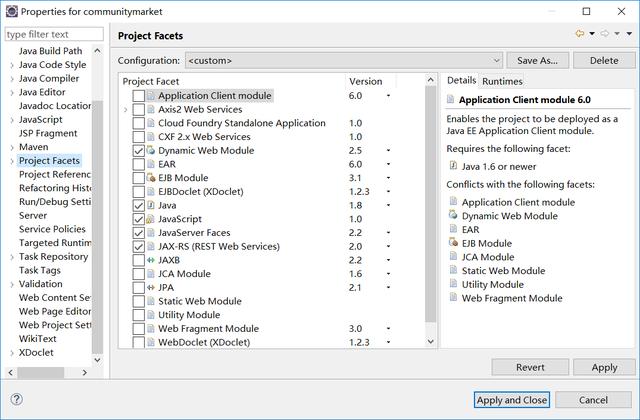 Properties for communitymarket
type filter text
Java Build Path
Java Code Style
Java Compiler
Java Editor
Javadoc Location
JavaScript
JSP Fragment
Maven
Project Facets
Project Referenc
Refactoring Hist
Run/Debug Setti
Server
Service Policies
Targeted Runtim
Task Repository
Task Tags
Validation
Web Content Se
Web Page Editor
Web Project Sett
WikiText
XDoclet
Project Facets
Configuration: <custom>
Save As...
Delete
Project Facet Version
Application Client module 6.0
Axis2 Web Services
Cloud Foundry Standalone Application 1.0
CXF 2.x Web Services 1.0
Dynamic Web Module 2.5
EAR 6.0
EJB Module 3.1
EJBDoclet (XDoclet) 1.2.3
Java 1.8
JavaScript 1.0
JavaServer Faces 2.2
JAX-RS (REST Web Services) 2.0
JAXB 2.2
JCA Module 1.6
JPA 2.1
Static Web Module
Utility Module
Web Fragment Module 3.0
WebDoclet (XDoclet) 1.2.3
Details Runtimes
Application Client module 6.0
Enables the project to be deployed as a
Java EE Application Client module.
Requires the following facet:
Java 1.6 or newer
Conflicts with the following facets:
Application Client module
Dynamic Web Module
EAR
EJB Module
JCA Module
Static Web Module
Utility Module
Web Fragment Module
Revert
Apply
Apply and Close
Cancel